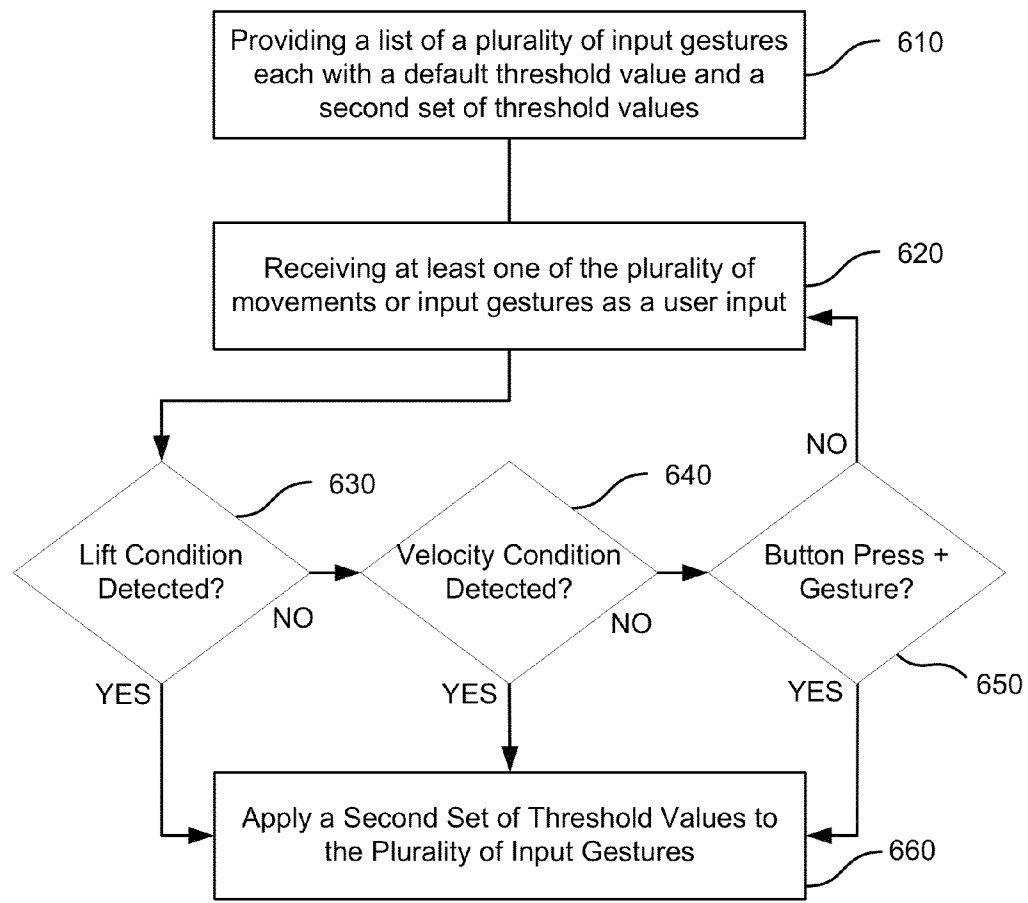 Providing a list of a plurality of input gestures
each with a default threshold value and a
second set of threshold values
610
Receiving at least one of the plurality of
movements or input gestures as a user input
620
Lift Condition
Detected?
630
NO
YES
Velocity Condition
Detected?
640
NO
YES
Button Press +
Gesture?
NO
650
YES
Apply a Second Set of Threshold Values to
the Plurality of Input Gestures
660